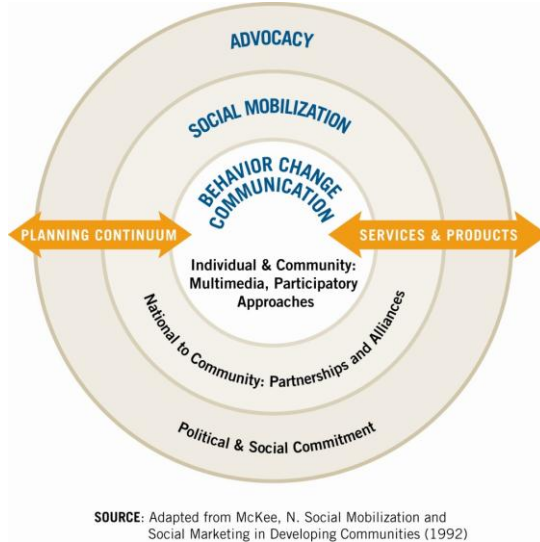 ADVOCACY
SOCIAL MOBILIZATION
BEHAVIOR CHANGE
COMMUNICATION
PLANNING CONTINUUM
SERVICES & PRODUCTS
Individual & Community:
Multimedia, Participatory
Approaches
National to Community: Partnerships and Alliances
Political & Social Commitment
SOURCE: Adapted from McKee, N. Social Mobilization and
Social Marketing in Developing Communities (1992)